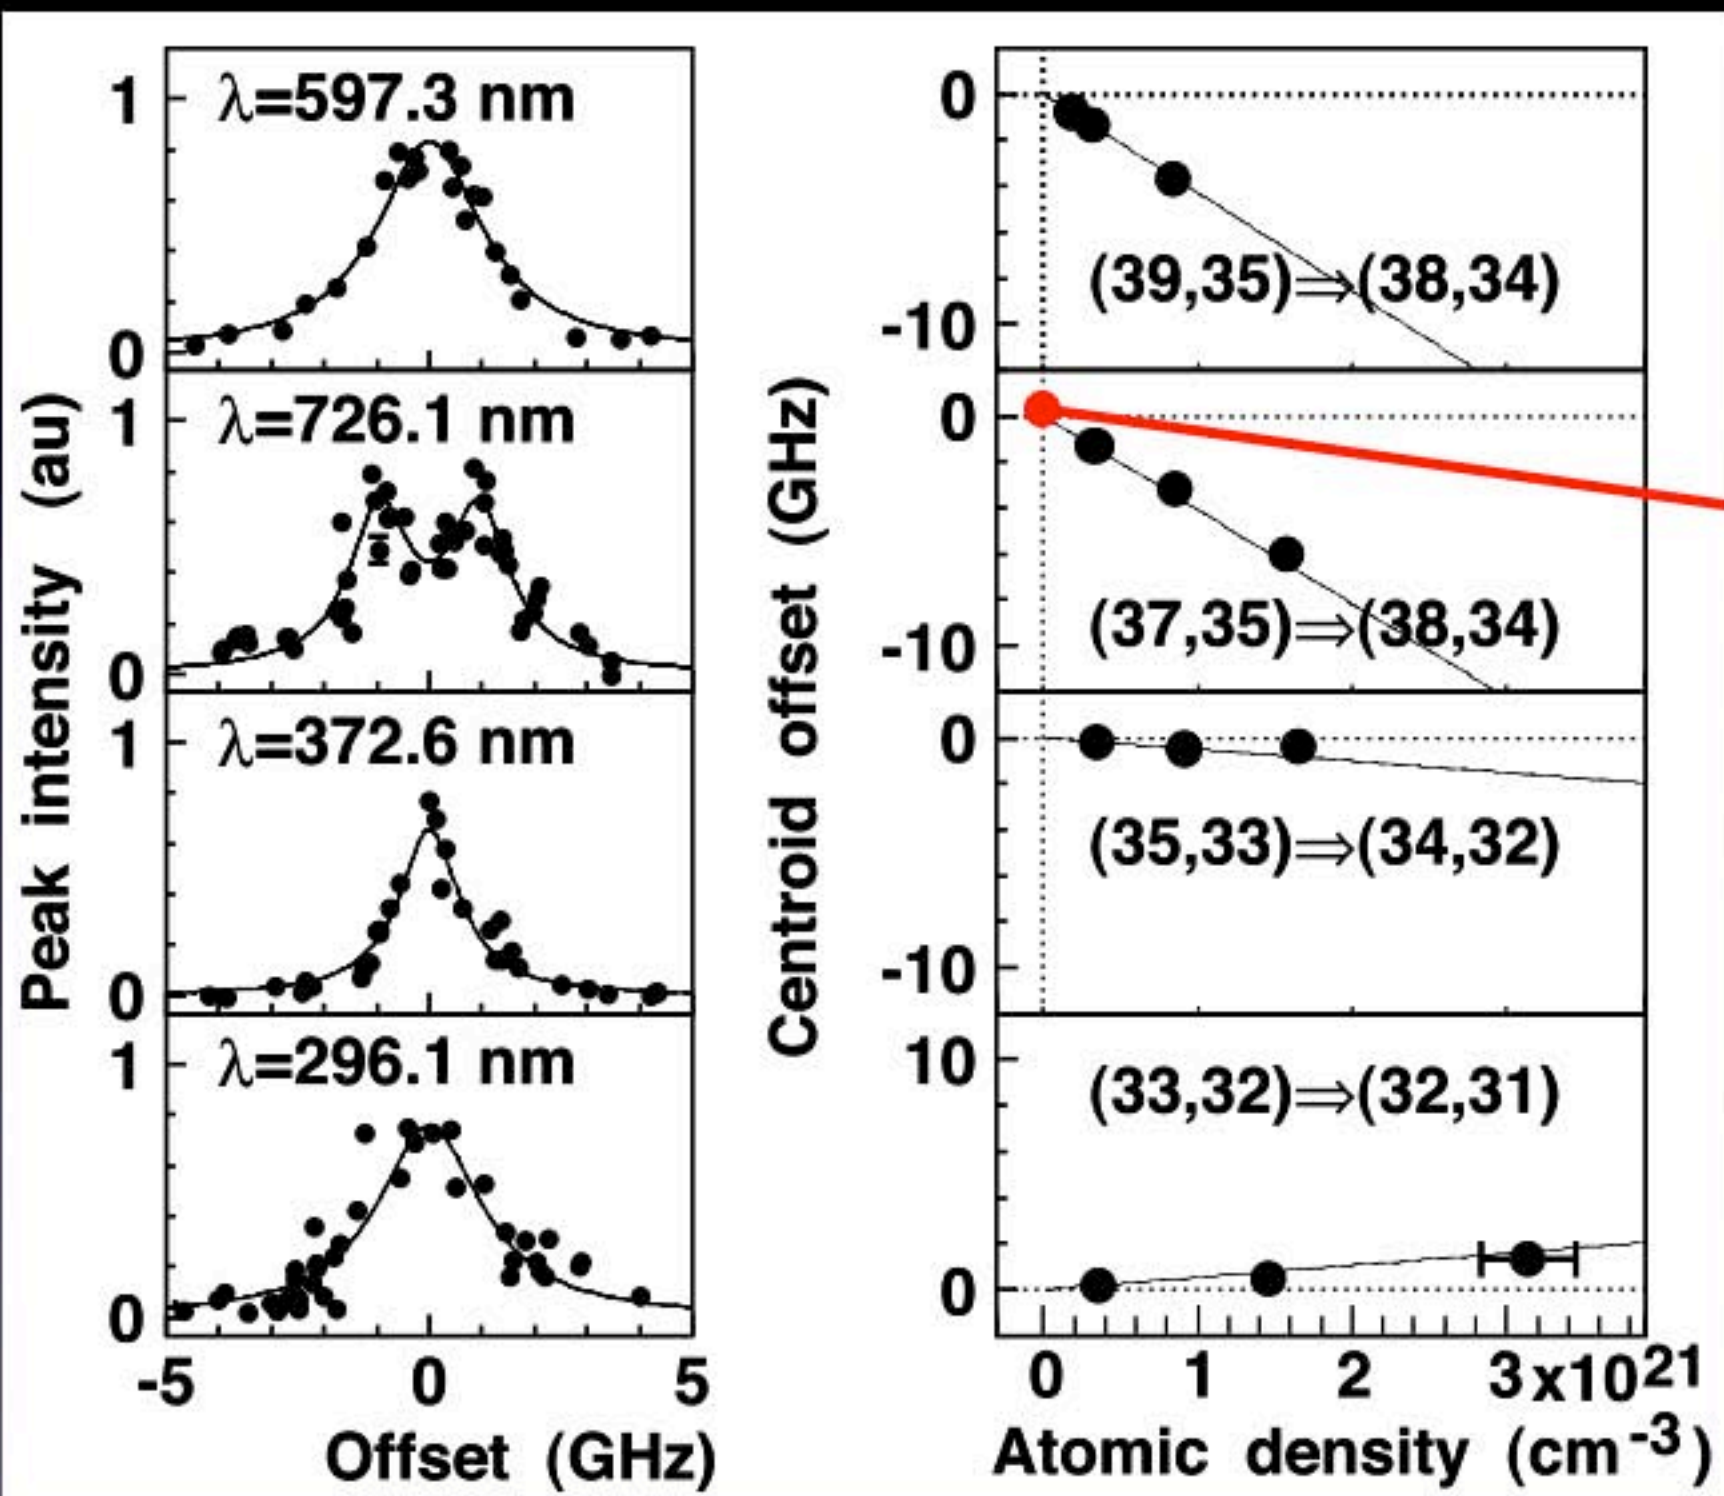 1
λ=597.3 nm
0
1
λ=726.1 nm
0
1
λ=372.6 nm
0
1
λ=296.1 nm
0
-5 0 5
Offset (GHz)
Peak intensity (au)
0
(39,35)⇒(38,34)
-10
0
(37,35)⇒(38,34)
-10
0
(35,33)⇒(34,32)
-10
10
(33,32)⇒(32,31)
0
0 1 2 3x10²¹
Atomic density (cm⁻³)
Centroid offset (GHz)